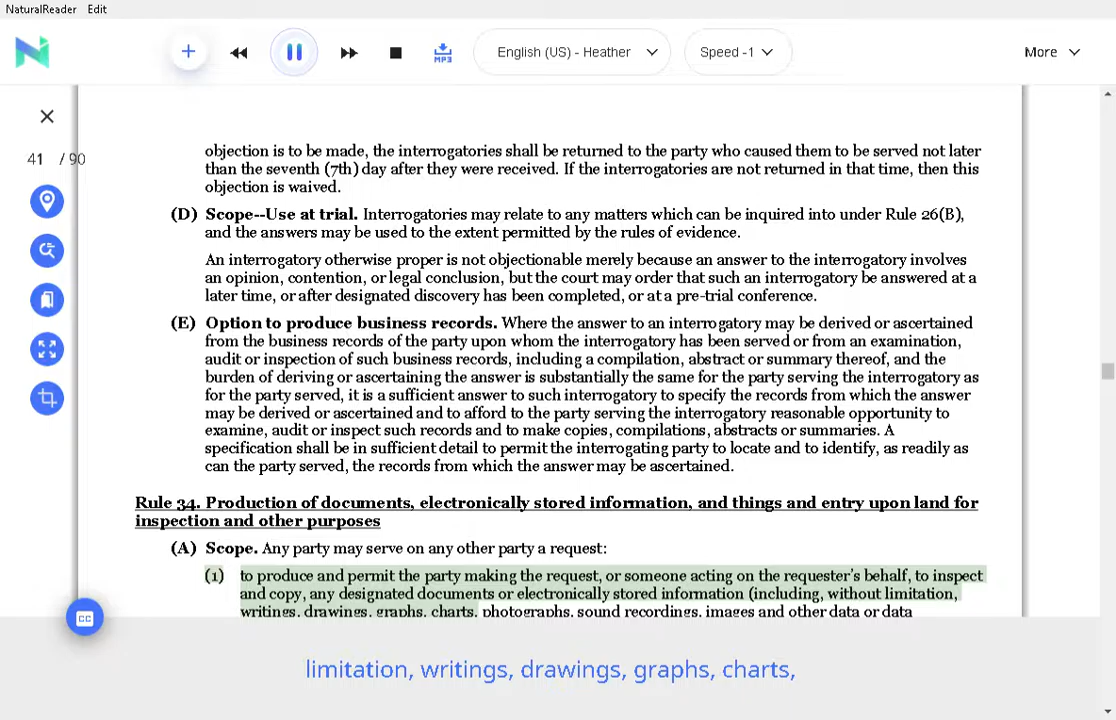 NaturalReader Edit
MP3
English (US) - Heather
Speed -1
More
41 / 90
objection is to be made, the interrogatories shall be returned to the party who caused them to be served not later
than the seventh (7th) day after they were received. If the interrogatories are not returned in that time, then this
objection is waived.
(D) Scope--Use at trial. Interrogatories may relate to any matters which can be inquired into under Rule 26(B),
and the answers may be used to the extent permitted by the rules of evidence.
An interrogatory otherwise proper is not objectionable merely because an answer to the interrogatory involves
an opinion, contention, or legal conclusion, but the court may order that such an interrogatory be answered at a
later time, or after designated discovery has been completed, or at a pre-trial conference.
(E) Option to produce business records. Where the answer to an interrogatory may be derived or ascertained
from the business records of the party upon whom the interrogatory has been served or from an examination,
audit or inspection of such business records, including a compilation, abstract or summary thereof, and the
burden of deriving or ascertaining the answer is substantially the same for the party serving the interrogatory as
for the party served, it is a sufficient answer to such interrogatory to specify the records from which the answer
may be derived or ascertained and to afford to the party serving the interrogatory reasonable opportunity to
examine, audit or inspect such records and to make copies, compilations, abstracts or summaries. A
specification shall be in sufficient detail to permit the interrogating party to locate and to identify, as readily as
can the party served, the records from which the answer may be ascertained.
Rule 34. Production of documents, electronically stored information, and things and entry upon land for
inspection and other purposes
(A) Scope. Any party may serve on any other party a request:
(1) to produce and permit the party making the request, or someone acting on the requester's behalf, to inspect
and copy, any designated documents or electronically stored information (including, without limitation,
writings, drawings, graphs, charts, photographs, sound recordings, images and other data or data
CC
limitation, writings, drawings, graphs, charts,